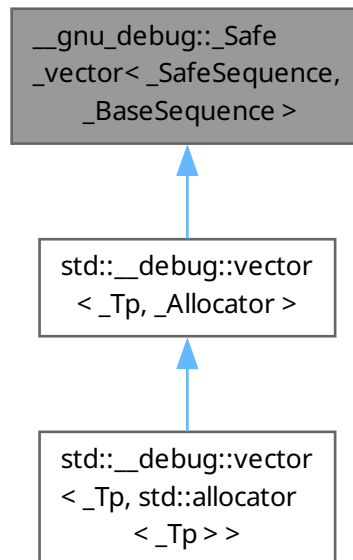 __gnu_debug::_Safe
_vector< _SafeSequence,
_BaseSequence >
std::__debug::vector
< _Tp, _Allocator >
std::__debug::vector
< _Tp, std::allocator
< _Tp > >